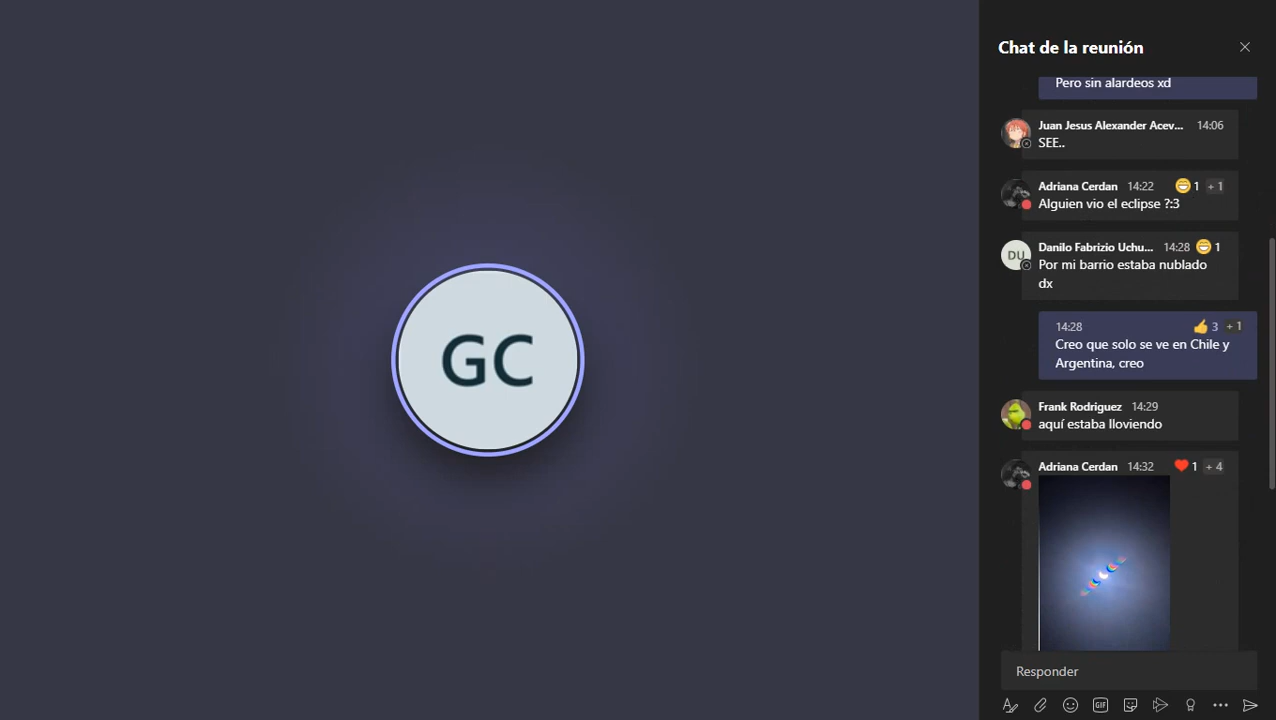 Chat de la reunión
Pero sin alardeos xd
Juan Jesus Alexander Acev... 14:06
SEE..
Adriana Cerdan 14:22 1 +1
Alguien vio el eclipse ?:3
DU
Danilo Fabrizio Uchu... 14:28 1
Por mi barrio estaba nublado
dx
14:28 3 +1
Creo que solo se ve en Chile y
Argentina, creo
GC
Frank Rodriguez 14:29
aquí estaba lloviendo
Adriana Cerdan 14:32 1 +4
Responder
GIF